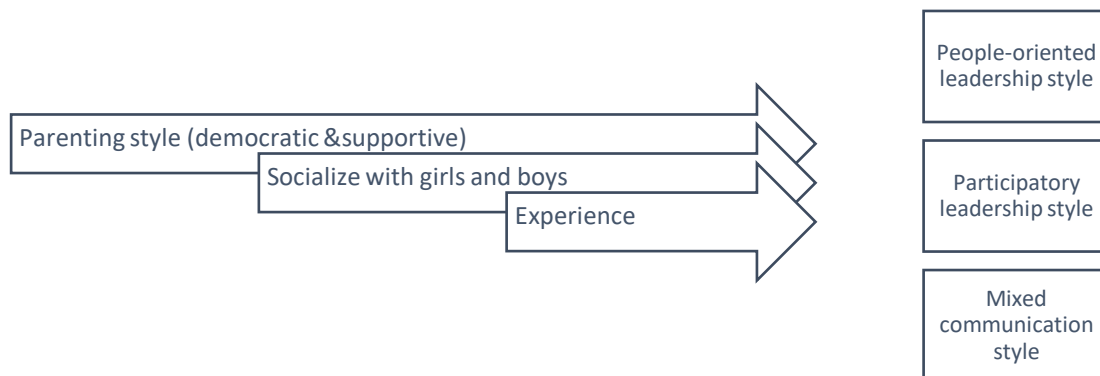 People-oriented
leadership style
Parenting style (democratic &supportive)
Socialize with girls and boys
Experience
Participatory
leadership style
Mixed
communication
style